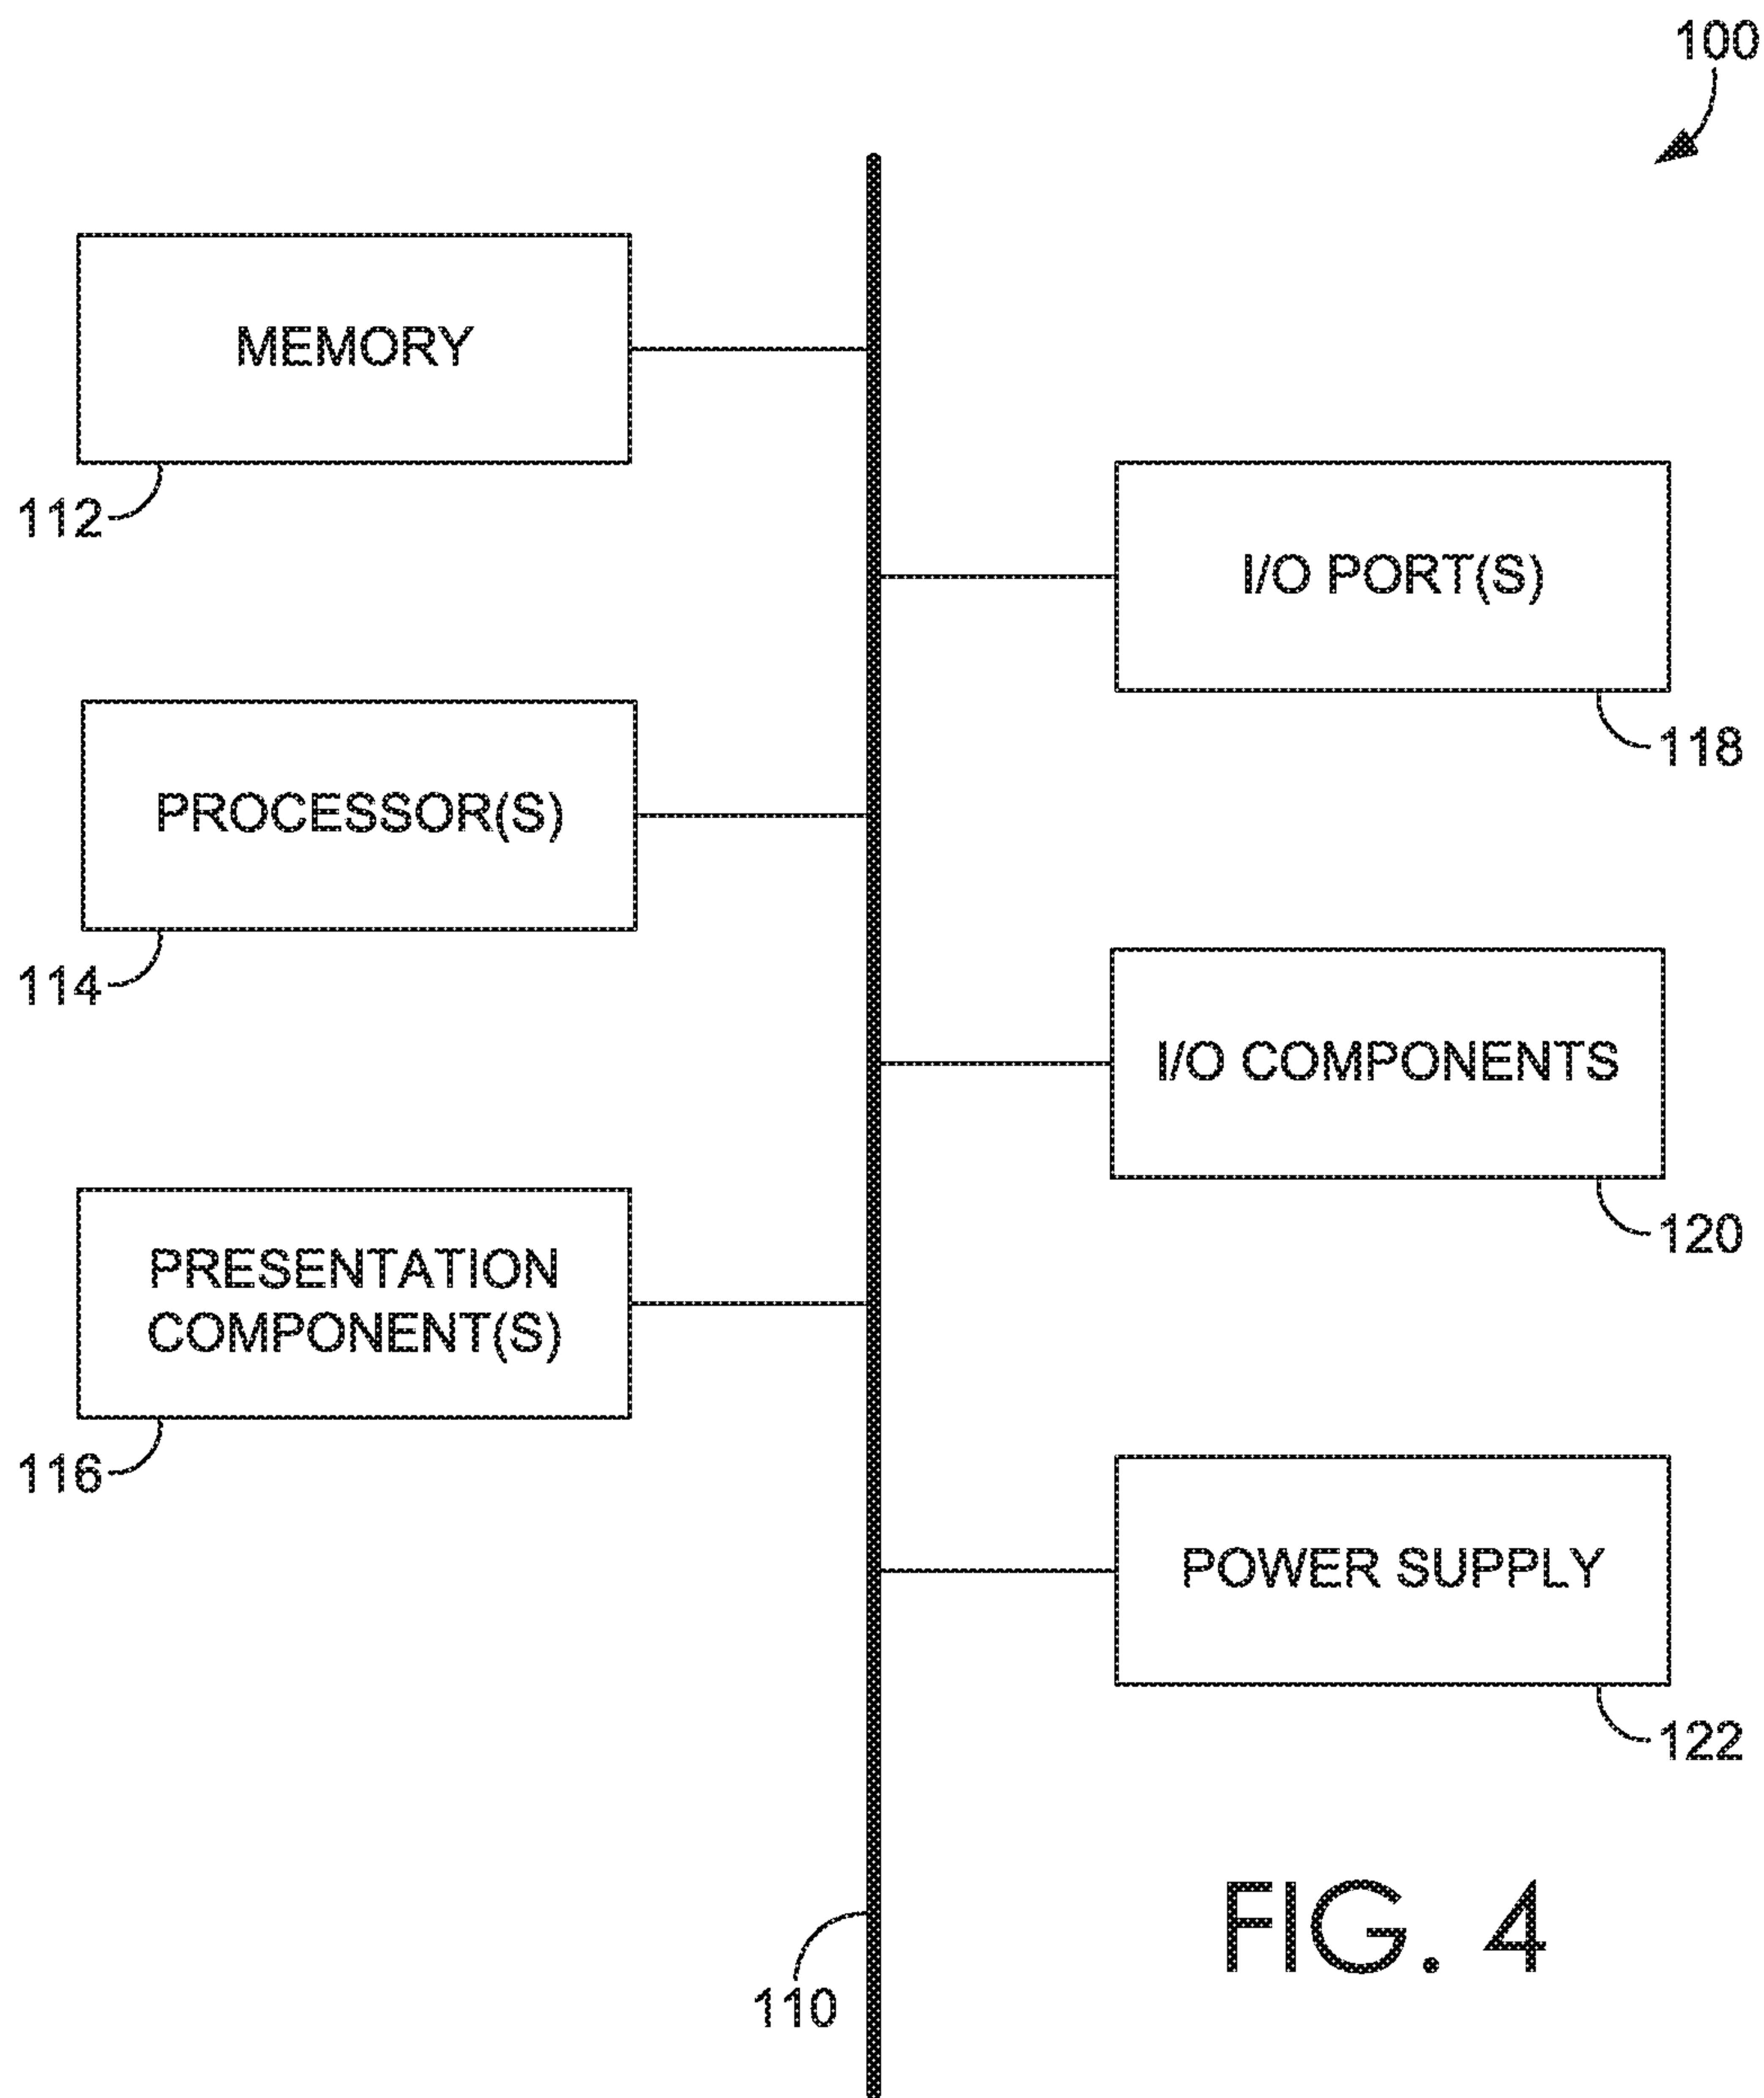 100
MEMORY
112
I/O PORT(S)
118
PROCESSOR(S)
114
I/O COMPONENTS
120
PRESENTATION
COMPONENT(S)
116
POWER SUPPLY
122
110
FIG. 4